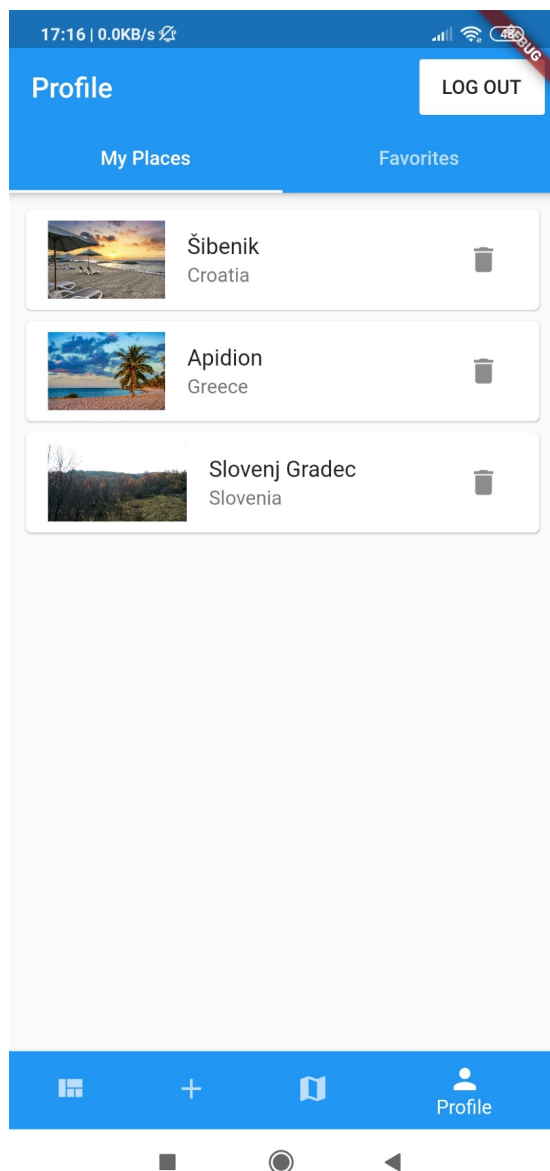 17:16 | 0.0KB/s
48
DEBUG
Profile
LOG OUT
My Places
Favorites
Šibenik
Croatia
Apidion
Greece
Slovenj Gradec
Slovenia
Profile